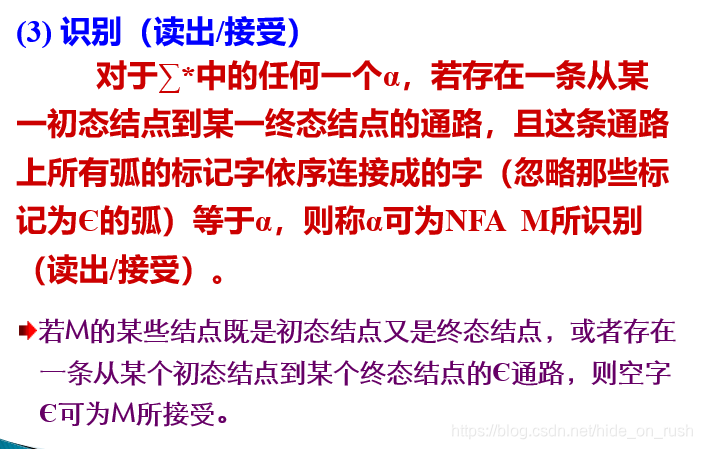 (3) 识别（读出/接受）
对于∑*中的任何一个α，若存在一条从某
一初态结点到某一终态结点的通路，且这条通路
上所有弧的标记字依序连接成的字（忽略那些标
记为Є的弧）等于α，则称α可为NFA M所识别
（读出/接受）。
若M的某些结点既是初态结点又是终态结点，或者存在
一条从某个初态结点到某个终态结点的Є通路，则空字
Є可为M所接受。
https://blog.csdn.net/hide_on_rush